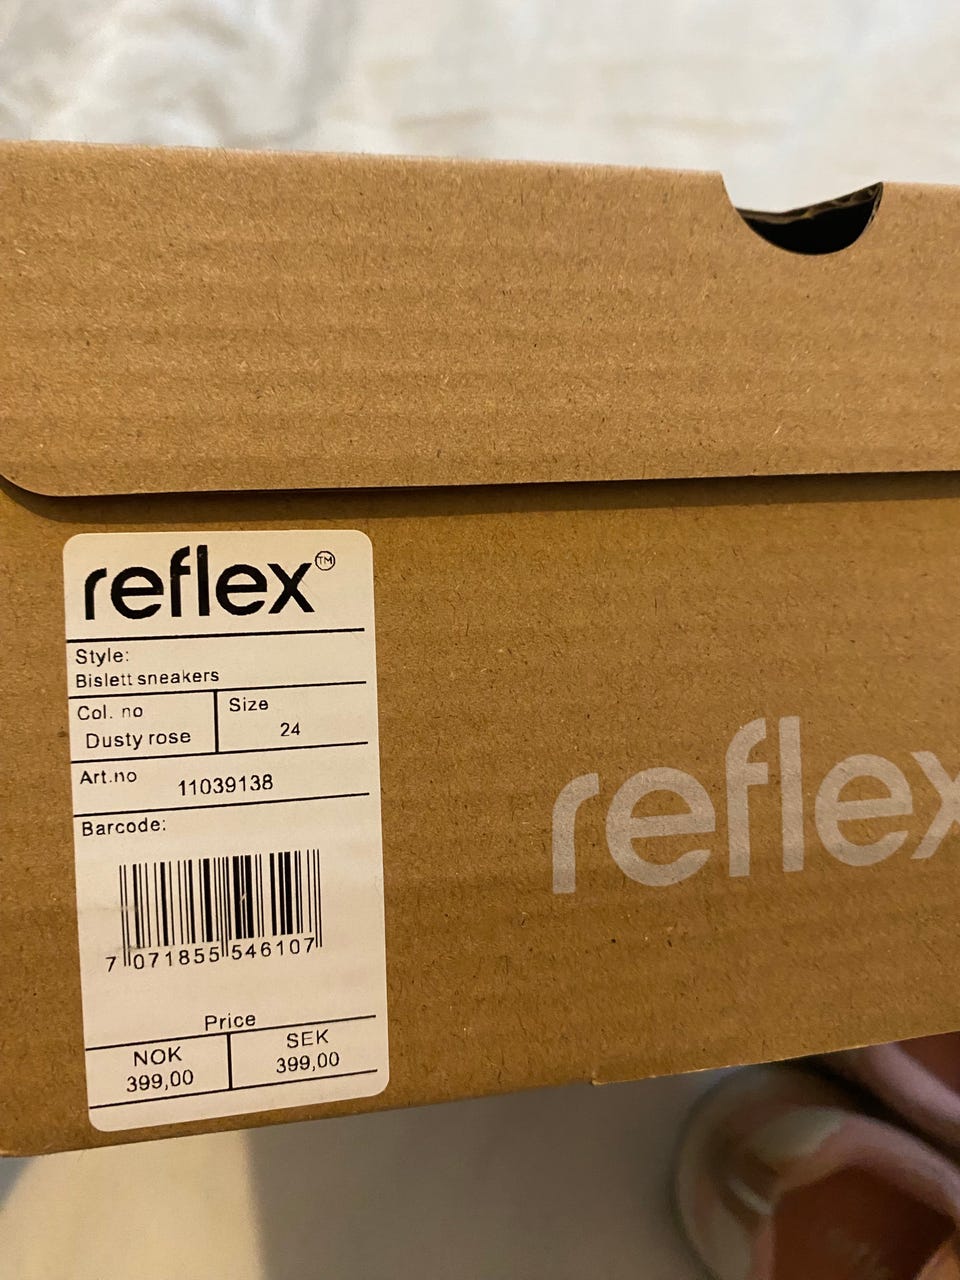 reflex™
Style:
Bislett sneakers
Col. no
Dusty rose
Size
24
Art.no 11039138
Barcode:
7 071855 546107
Price
NOK
399,00
SEK
399,00
reflex